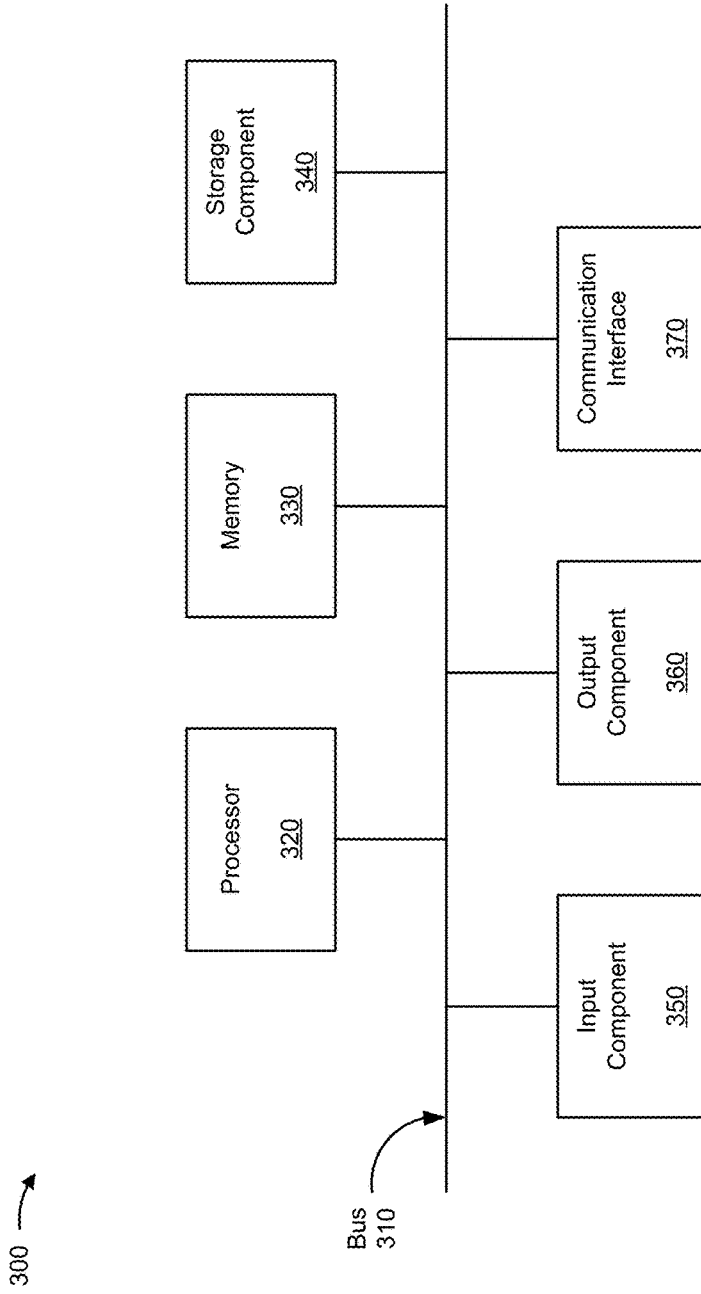 300
Bus
310
Processor
320
Memory
330
Storage
Component
340
Input
Component
350
Output
Component
360
Communication
Interface
370